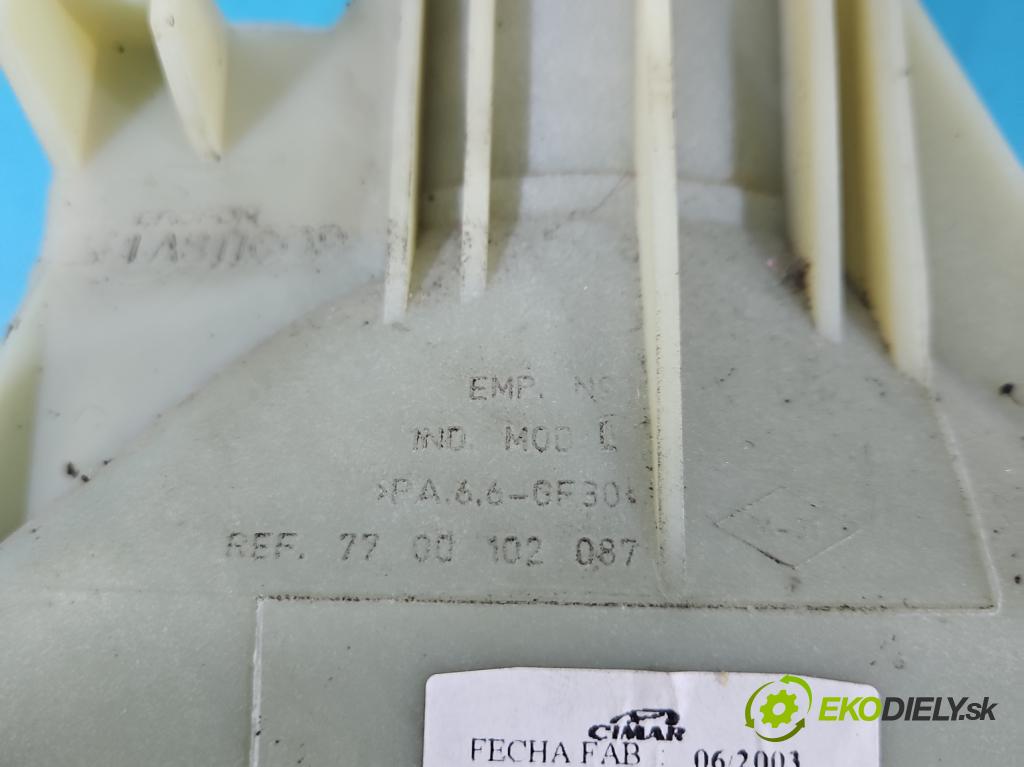 EMP.
IND. MOD
>PA.6,6-GF30<
REF. 77 00 102 087
CIMAR
FECHA FAB : 06/2003
EKODIELY.sk